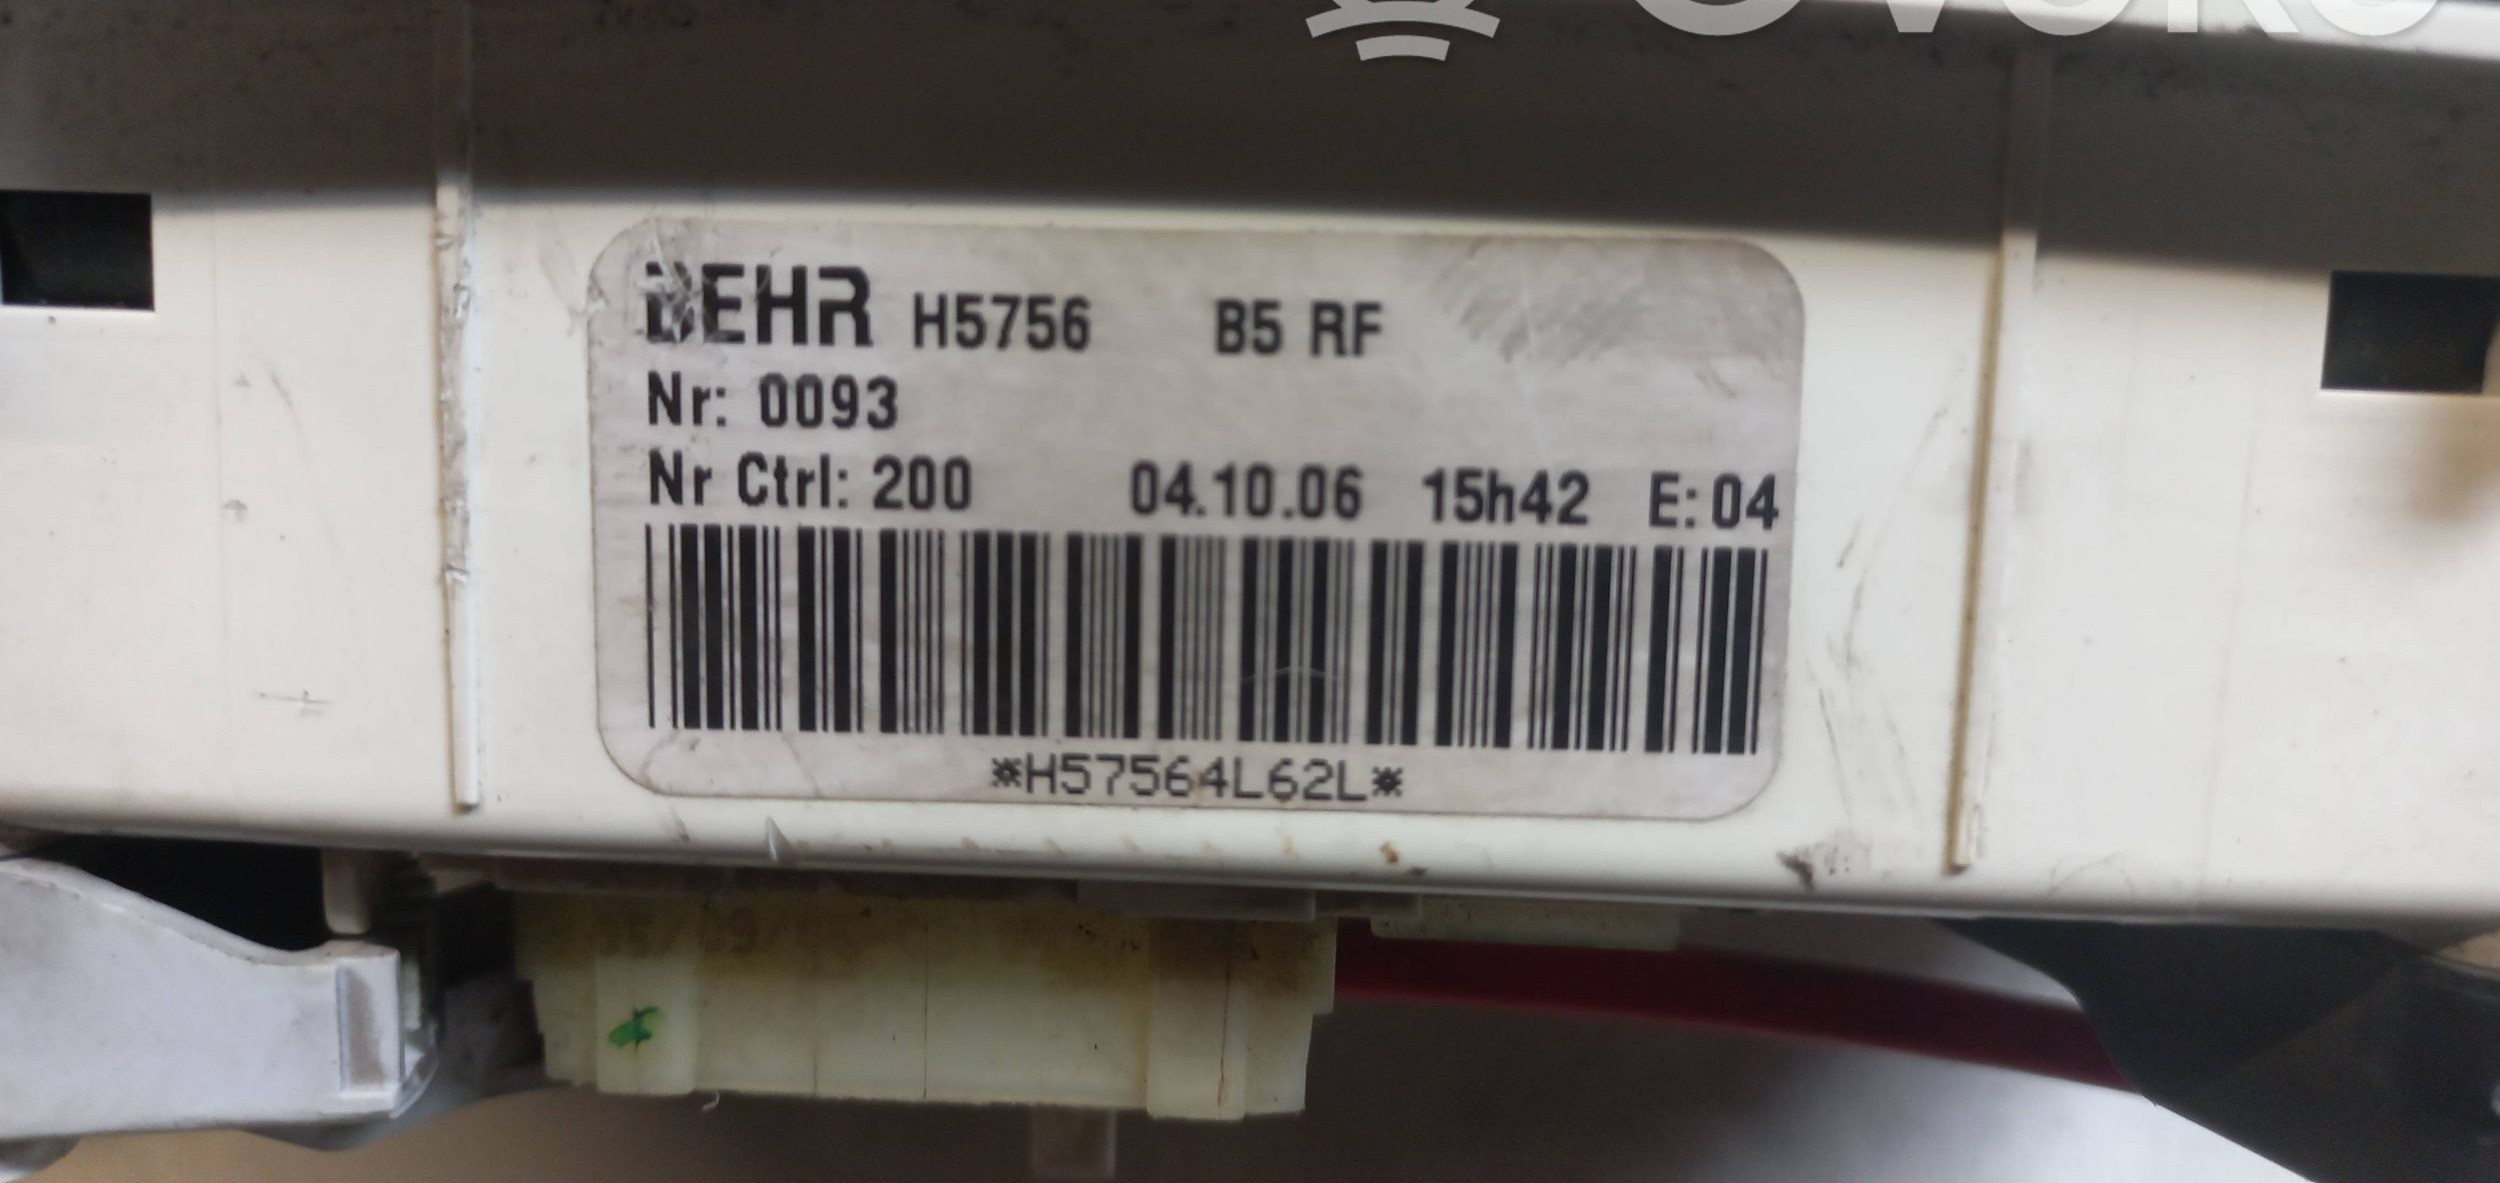 BEHR H5756 B5 RF
Nr: 0093
Nr Ctrl: 200 04.10.06 15h42 E: 04
*H57564L62L*